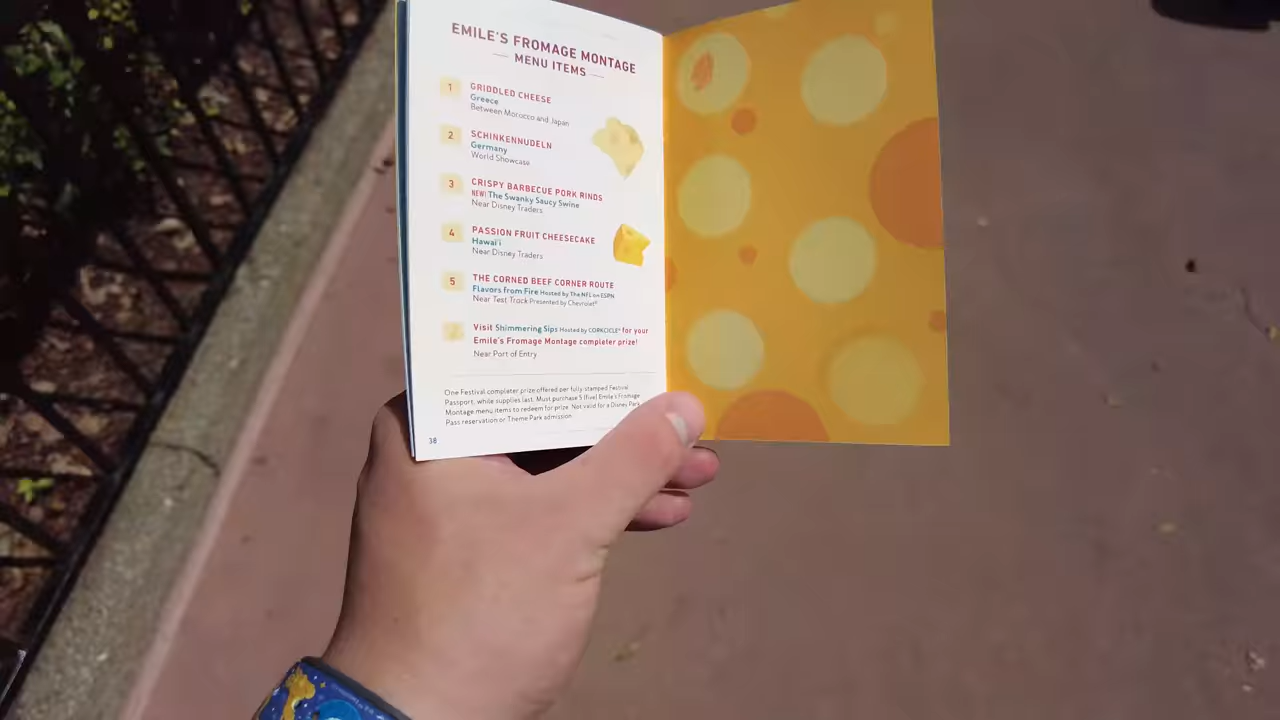 EMILE'S FROMAGE MONTAGE
MENU ITEMS
1 GRIDDLED CHEESE
Greece
Between Morocco and Japan
2 SCHINKENNUDELN
Germany
World Showcase
3 CRISPY BARBECUE PORK RINDS
NEW! The Swanky Saucy Swine
Near Disney Traders
4 PASSION FRUIT CHEESECAKE
Hawai'i
Near Disney Traders
5 THE CORNED BEEF CORNER ROUTE
Flavors from Fire Hosted by The NFL on ESPN
Near Test Track Presented by Chevrolet®
Visit Shimmering Sips Hosted by CORKCICLE® for your
Emile's Fromage Montage completer prize!
Near Port of Entry
One Festival completer prize offered per fully-stamped Festival
Passport, while supplies last. Must purchase 5 (five) Emile's Fromage
Montage menu items to redeem for prize. Not valid for a Disney Park
Pass reservation or Theme Park admission.
38